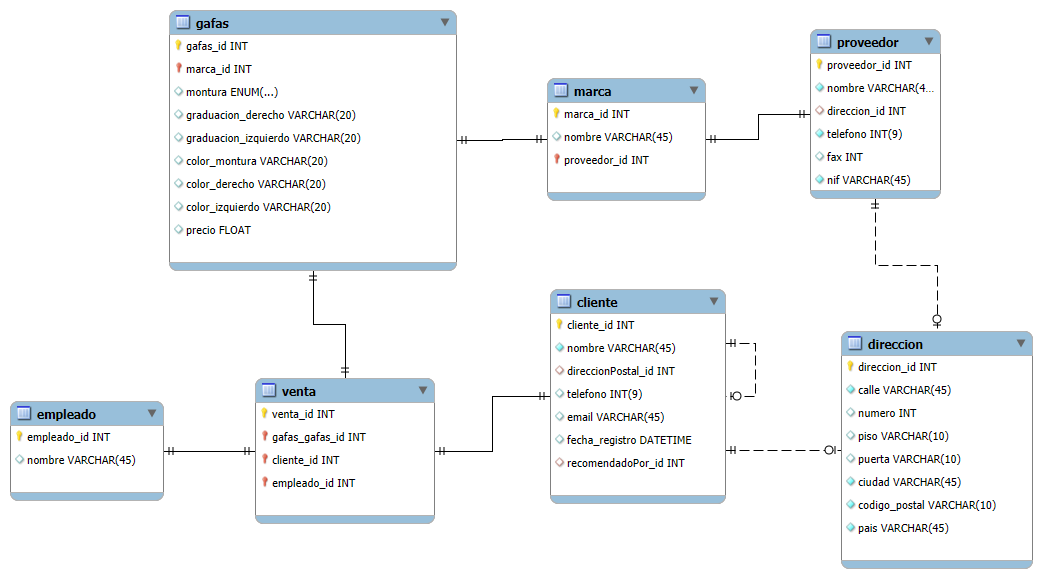 gafas
gafas_id INT
marca_id INT
montura ENUM(...)
graduacion_derecho VARCHAR(20)
graduacion_izquierdo VARCHAR(20)
color_montura VARCHAR(20)
color_derecho VARCHAR(20)
color_izquierdo VARCHAR(20)
precio FLOAT
marca
marca_id INT
nombre VARCHAR(45)
proveedor_id INT
proveedor
proveedor_id INT
nombre VARCHAR(4...
direccion_id INT
telefono INT(9)
fax INT
nif VARCHAR(45)
empleado
empleado_id INT
nombre VARCHAR(45)
venta
venta_id INT
gafas_gafas_id INT
cliente_id INT
empleado_id INT
cliente
cliente_id INT
nombre VARCHAR(45)
direccionPostal_id INT
telefono INT(9)
email VARCHAR(45)
fecha_registro DATETIME
recomendadoPor_id INT
direccion
direccion_id INT
calle VARCHAR(45)
numero INT
piso VARCHAR(10)
puerta VARCHAR(10)
ciudad VARCHAR(45)
codigo_postal VARCHAR(10)
pais VARCHAR(45)